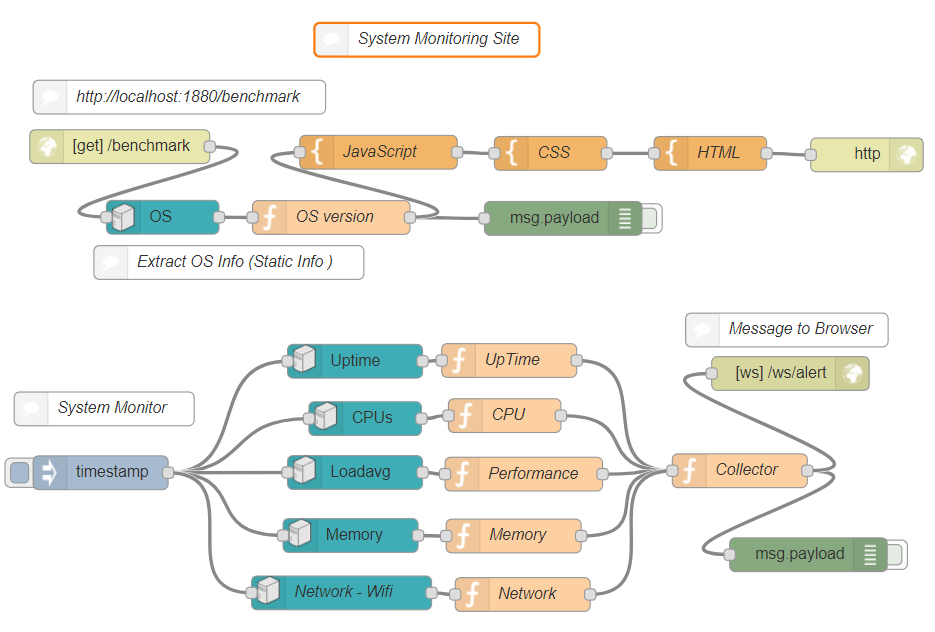 System Monitoring Site
http://localhost:1880/benchmark
[get] /benchmark
JavaScript
CSS
HTML
http
OS
OS version
msg.payload
Extract OS Info (Static Info )
Message to Browser
[ws] /ws/alert
Uptime
UpTime
System Monitor
CPUs
CPU
timestamp
Loadavg
Performance
Collector
Memory
Memory
msg.payload
Network - Wifi
Network